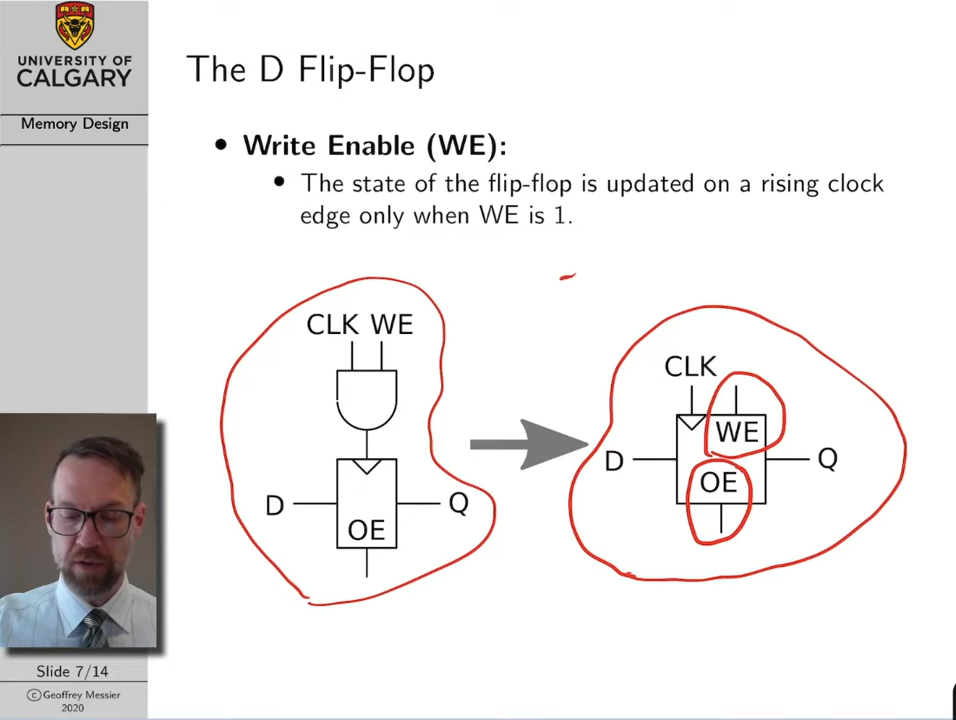 UNIVERSITY OF
CALGARY
Memory Design
The D Flip-Flop
• Write Enable (WE):
• The state of the flip-flop is updated on a rising clock
edge only when WE is 1.
CLK WE
D
Q
OE
CLK
WE
D
Q
OE
Slide 7/14
©Geoffrey Messier
2020